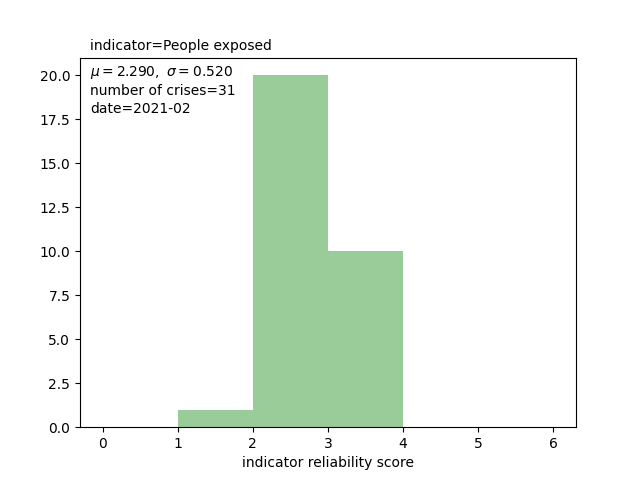 indicator=People exposed
μ = 2.290, σ = 0.520
number of crises=31
date=2021-02
20.0
17.5
15.0
12.5
10.0
7.5
5.0
2.5
0.0
0 1 2 3 4 5 6
indicator reliability score